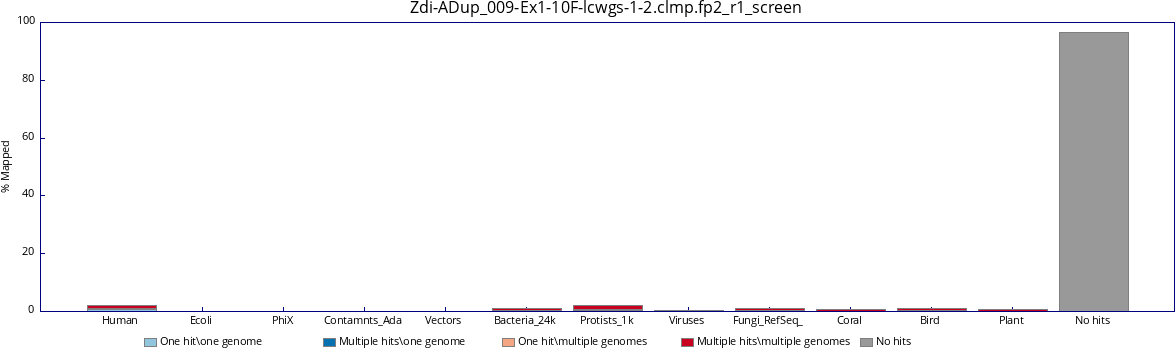 Zdi-ADup_009-Ex1-10F-lcwgs-1-2.clmp.fp2_r1_screen
100
80
60
40
20
0
% Mapped
Human Ecoli PhiX Contamnts_Ada Vectors Bacteria_24k Protists_1k Viruses Fungi_RefSeq_ Coral Bird Plant No hits
One hit\one genome Multiple hits\one genome One hit\multiple genomes Multiple hits\multiple genomes No hits